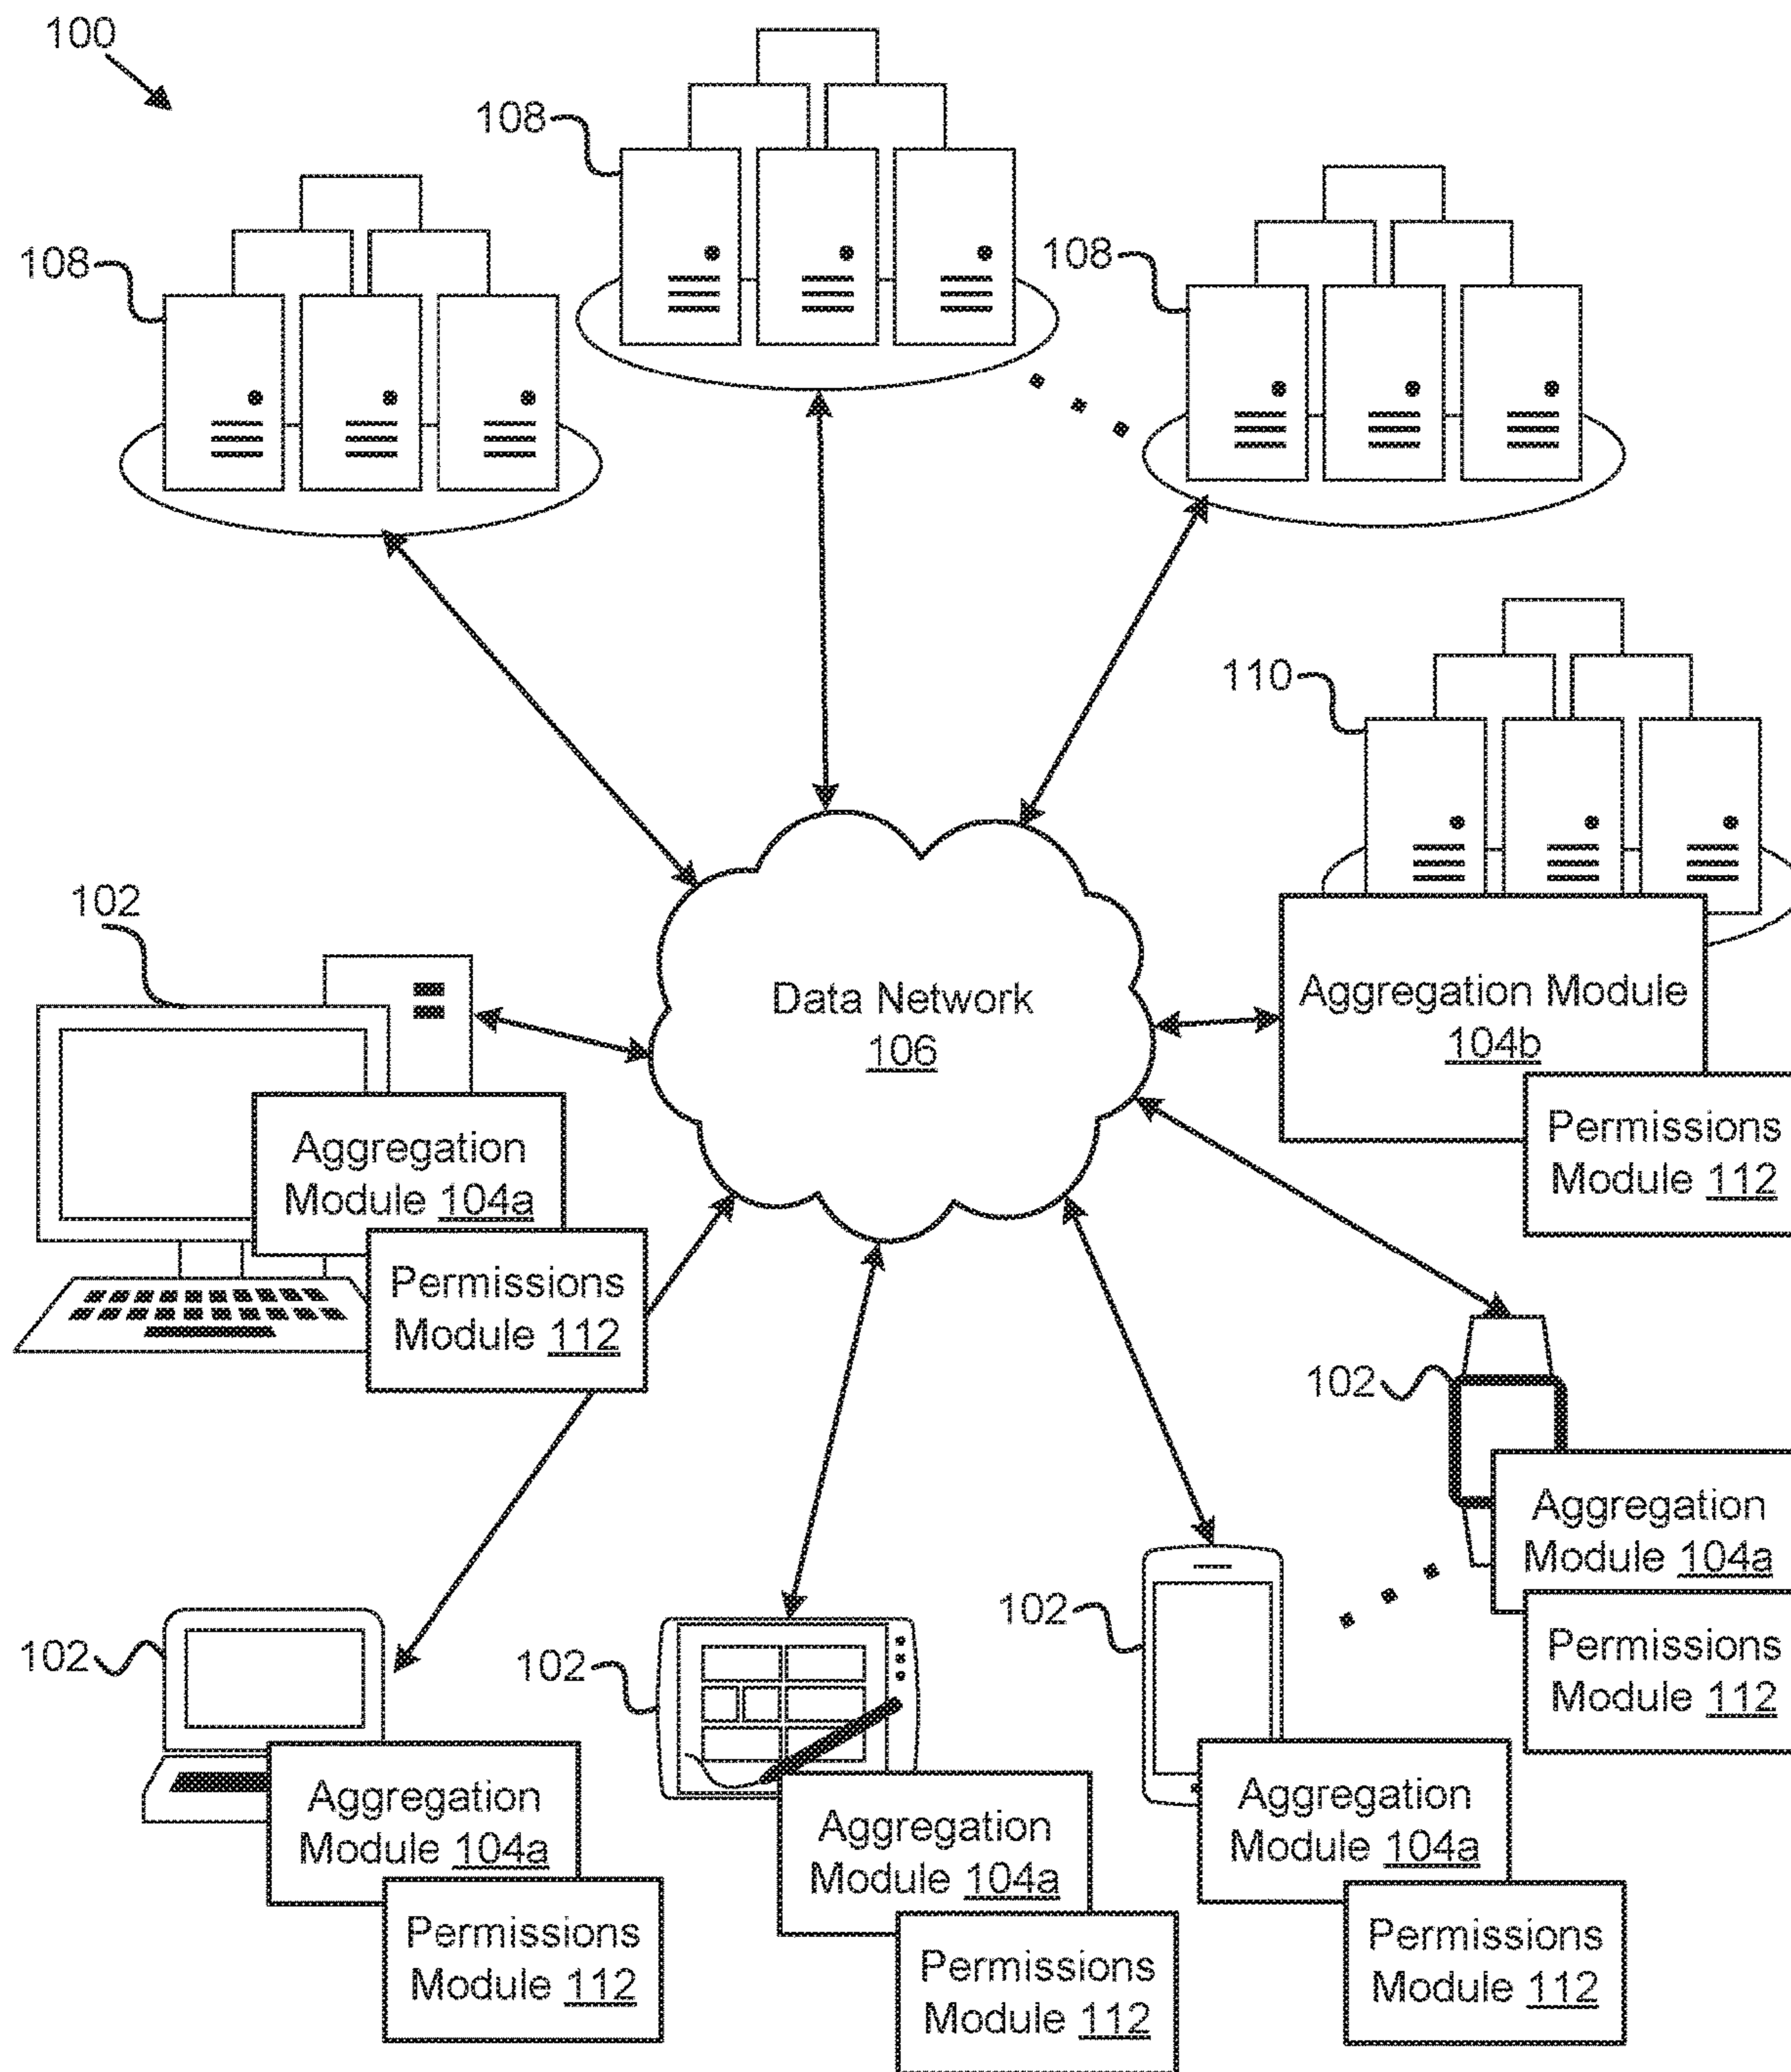 100
108
108
108
110
102
Data Network
106
Aggregation Module
104b
Permissions
Module 112
Aggregation
Module 104a
Permissions
Module 112
102
Aggregation
Module 104a
Permissions
Module 112
102
Aggregation
Module 104a
Permissions
Module 112
102
Aggregation
Module 104a
Permissions
Module 112
102
Aggregation
Module 104a
Permissions
Module 112